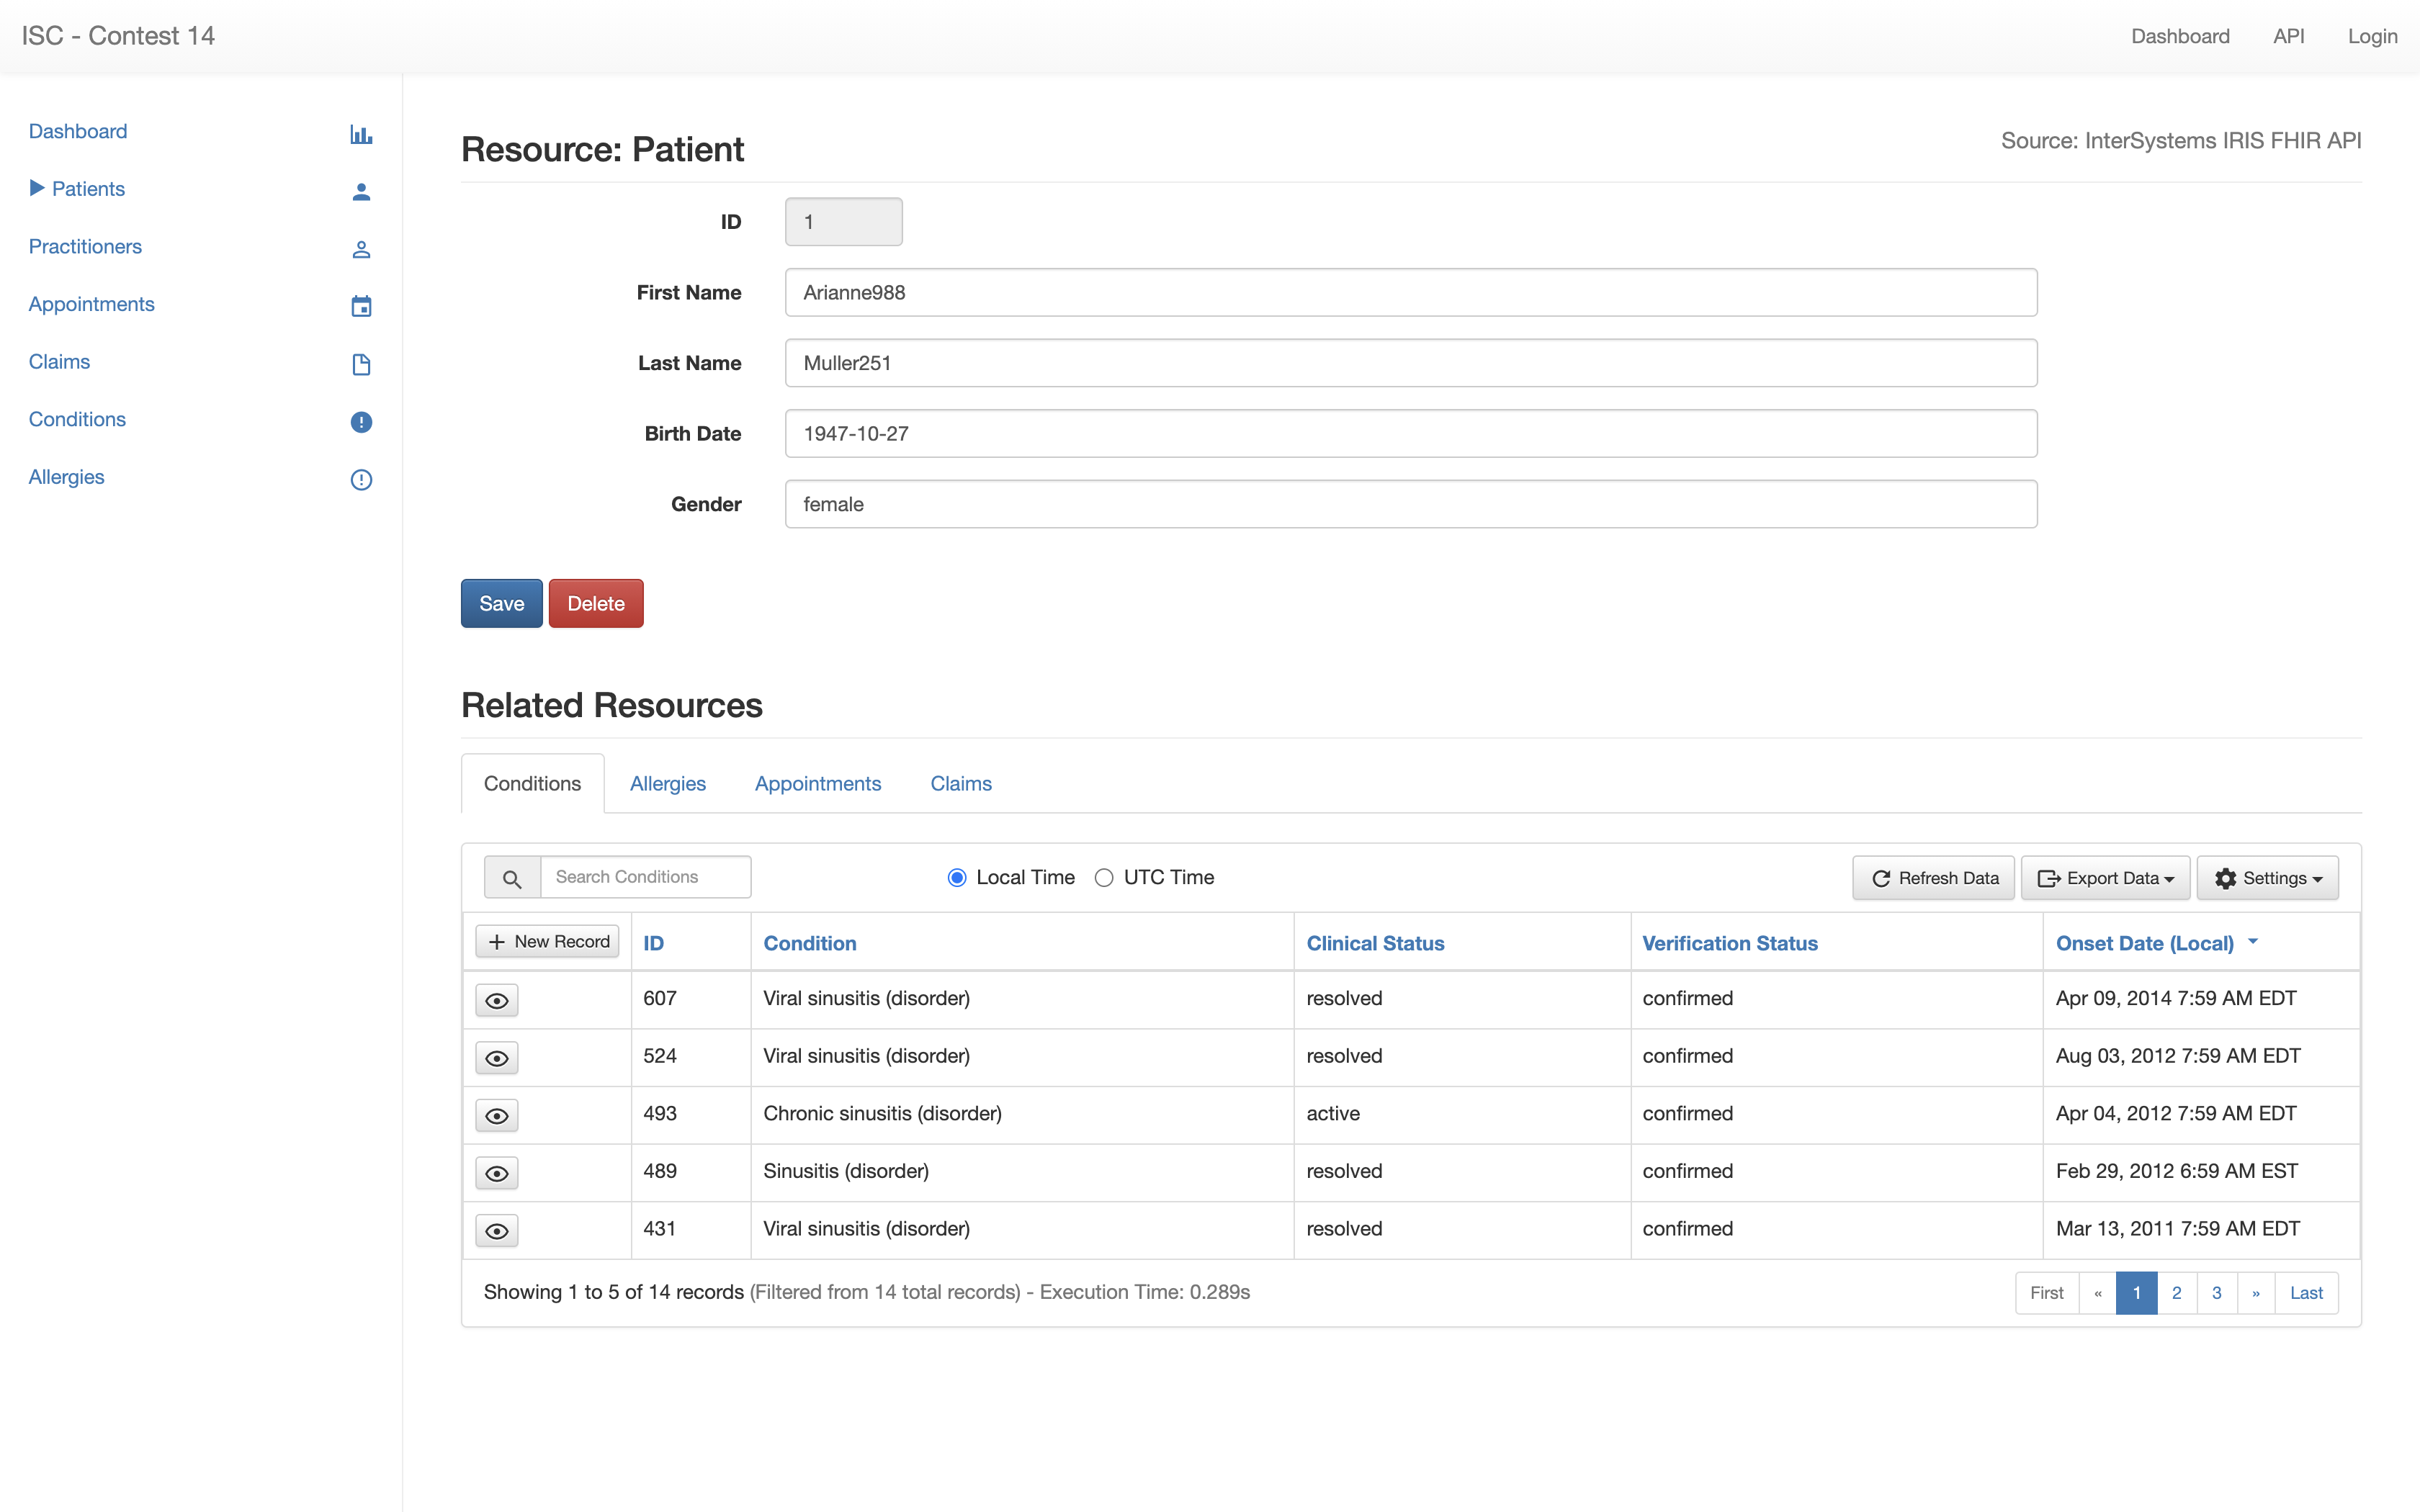 ISC - Contest 14
Dashboard API Login
Dashboard
Patients
Practitioners
Appointments
Claims
Conditions
Allergies
Resource: Patient
Source: InterSystems IRIS FHIR API
ID 1
First Name Arianne988
Last Name Muller251
Birth Date 1947-10-27
Gender female
Save Delete
Related Resources
Conditions Allergies Appointments Claims
Search Conditions Local Time UTC Time Refresh Data Export Data Settings
New Record ID Condition Clinical Status Verification Status Onset Date (Local)
607 Viral sinusitis (disorder) resolved confirmed Apr 09, 2014 7:59 AM EDT
524 Viral sinusitis (disorder) resolved confirmed Aug 03, 2012 7:59 AM EDT
493 Chronic sinusitis (disorder) active confirmed Apr 04, 2012 7:59 AM EDT
489 Sinusitis (disorder) resolved confirmed Feb 29, 2012 6:59 AM EST
431 Viral sinusitis (disorder) resolved confirmed Mar 13, 2011 7:59 AM EDT
Showing 1 to 5 of 14 records (Filtered from 14 total records) - Execution Time: 0.289s First « 1 2 3 » Last